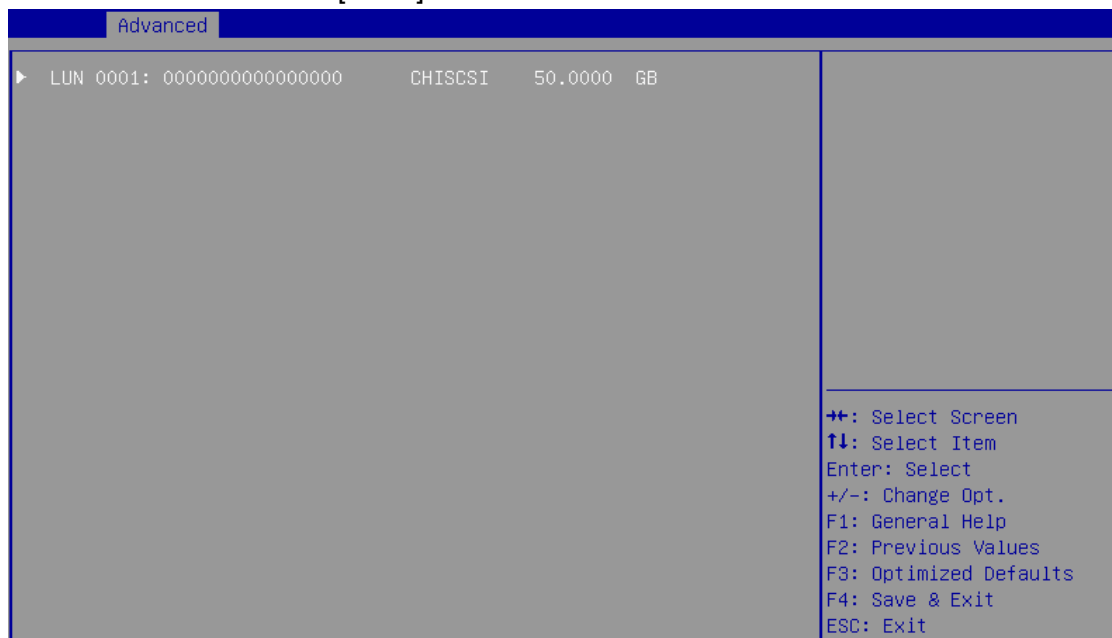 Advanced
▶ LUN 0001: 0000000000000000 CHISCSI 50.0000 GB
→←: Select Screen
↑↓: Select Item
Enter: Select
+/-: Change Opt.
F1: General Help
F2: Previous Values
F3: Optimized Defaults
F4: Save & Exit
ESC: Exit